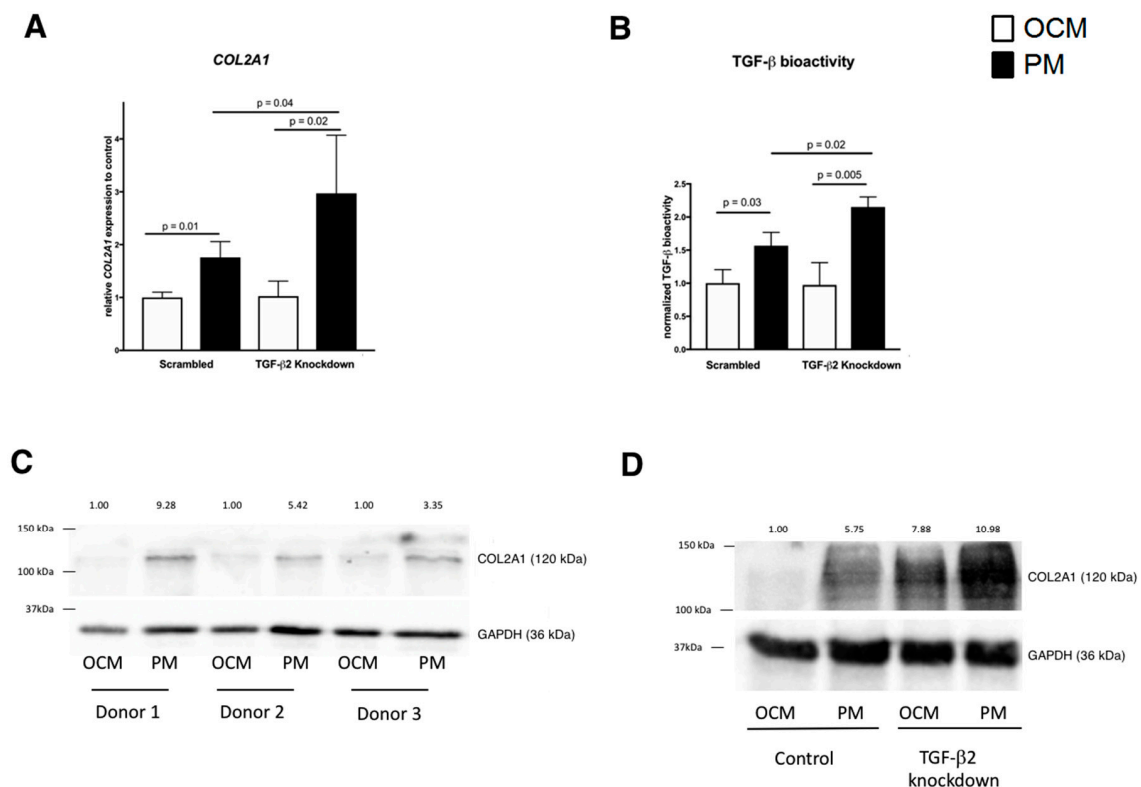 A
COL2A1
relative COL2A1 expression to control
4
3
2
1
0
p = 0.04
p = 0.02
p = 0.01
Scrambled
TGF-β2 Knockdown
B
TGF-β bioactivity
OCM
PM
normalized TGF-β bioactivity
2.5
2.0
1.5
1.0
0.5
0.0
p = 0.02
p = 0.005
p = 0.03
Scrambled
TGF-β2 Knockdown
C
1.00 9.28 1.00 5.42 1.00 3.35
150 kDa
100 kDa
37kDa
COL2A1 (120 kDa)
GAPDH (36 kDa)
OCM PM OCM PM OCM PM
Donor 1 Donor 2 Donor 3
D
1.00 5.75 7.88 10.98
150 kDa
100 kDa
37kDa
COL2A1 (120 kDa)
GAPDH (36 kDa)
OCM PM OCM PM
Control TGF-β2
knockdown